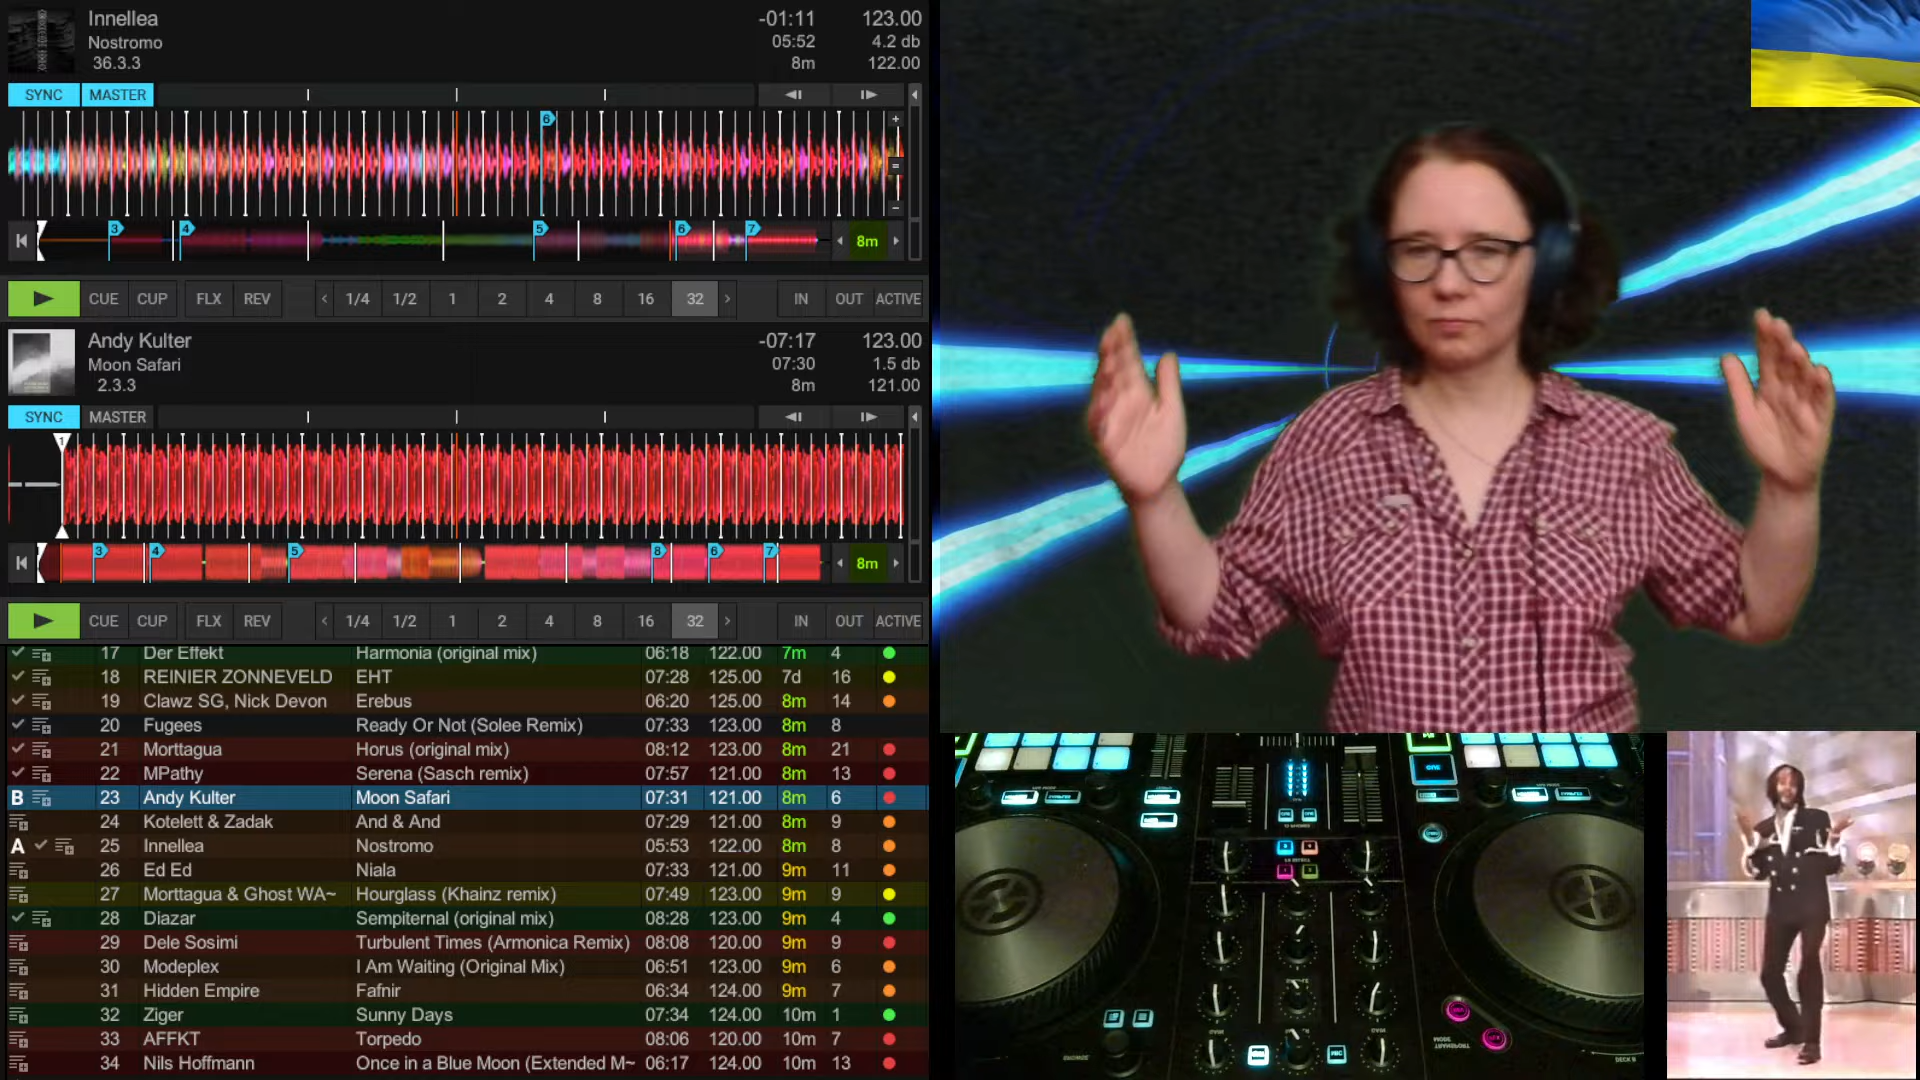 Innellea -01:11 123.00
Nostromo 05:52 4.2 db
36.3.3 8m 122.00
SYNC MASTER
6
3 4 5 6 7 8m
CUE CUP FLX REV 1/4 1/2 1 2 4 8 16 32 IN OUT ACTIVE
Andy Kulter -07:17 123.00
Moon Safari 07:30 1.5 db
2.3.3 8m 121.00
SYNC MASTER
1
3 4 5 8 6 7 8m
CUE CUP FLX REV 1/4 1/2 1 2 4 8 16 32 IN OUT ACTIVE
17 Der Effekt Harmonia (original mix) 06:18 122.00 7m 4
18 REINIER ZONNEVELD EHT 07:28 125.00 7d 16
19 Clawz SG, Nick Devon Erebus 06:20 125.00 8m 14
20 Fugees Ready Or Not (Solee Remix) 07:33 123.00 8m 8
21 Morttagua Horus (original mix) 08:12 123.00 8m 21
22 MPathy Serena (Sasch remix) 07:57 121.00 8m 13
B 23 Andy Kulter Moon Safari 07:31 121.00 8m 6
24 Kotelett & Zadak And & And 07:29 121.00 8m 9
A 25 Innellea Nostromo 05:53 122.00 8m 8
26 Ed Ed Niala 07:33 121.00 9m 11
27 Morttagua & Ghost WA~ Hourglass (Khainz remix) 07:49 123.00 9m 9
28 Diazar Sempiternal (original mix) 08:28 123.00 9m 4
29 Dele Sosimi Turbulent Times (Armonica Remix) 08:08 120.00 9m 9
30 Modeplex I Am Waiting (Original Mix) 06:51 123.00 9m 6
31 Hidden Empire Fafnir 06:34 124.00 9m 7
32 Ziger Sunny Days 07:34 124.00 10m 1
33 AFFKT Torpedo 08:06 120.00 10m 7
34 Nils Hoffmann Once in a Blue Moon (Extended M~ 06:17 124.00 10m 13